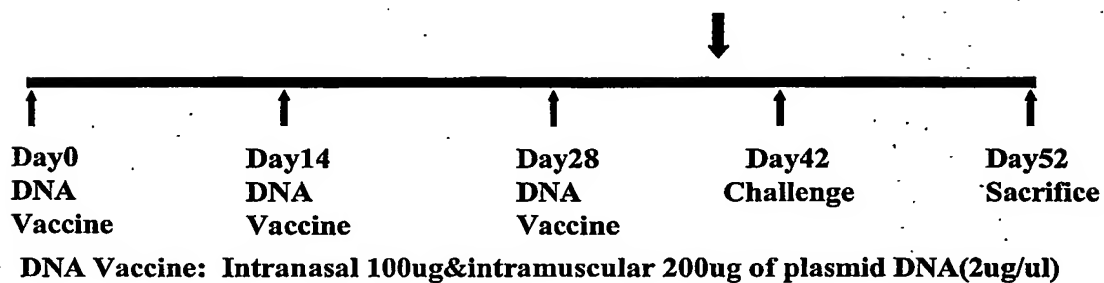 Day0 Day14 Day28 Day42 Day52
DNA DNA DNA Challenge Sacrifice
Vaccine Vaccine Vaccine
DNA Vaccine: Intranasal 100ug&intramuscular 200ug of plasmid DNA(2ug/ul)